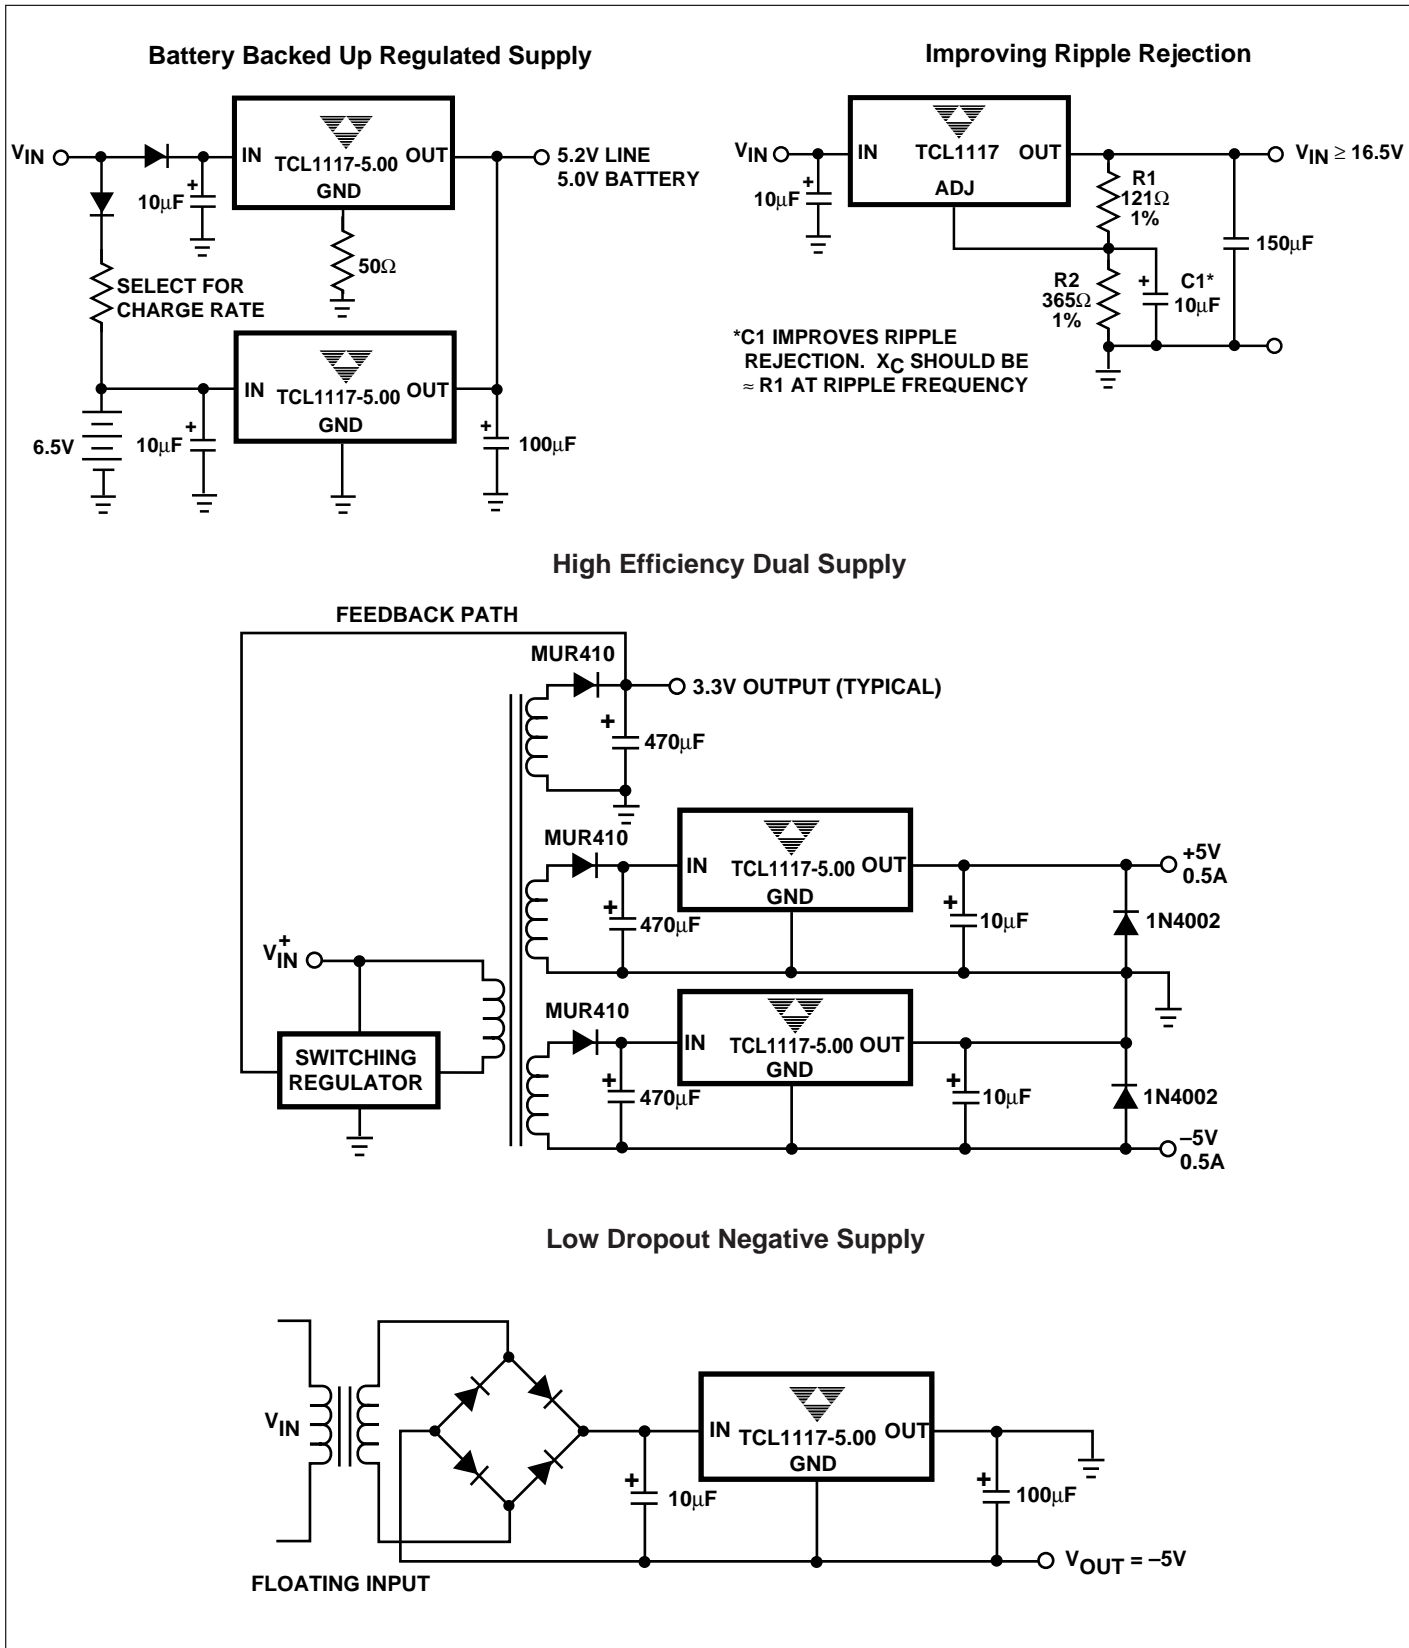 Battery Backed Up Regulated Supply
VIN
IN
TCL1117-5.00
OUT
GND
5.2V LINE
5.0V BATTERY
+
10µF
50Ω
SELECT FOR
CHARGE RATE
IN
TCL1117-5.00
OUT
GND
6.5V
+
10µF
+
100µF
Improving Ripple Rejection
VIN
IN
TCL1117
OUT
ADJ
VIN ≥ 16.5V
+
10µF
R1
121Ω
1%
150µF
R2
365Ω
1%
+
C1*
10µF
*C1 IMPROVES RIPPLE
REJECTION. XC SHOULD BE
≈ R1 AT RIPPLE FREQUENCY
High Efficiency Dual Supply
FEEDBACK PATH
MUR410
3.3V OUTPUT (TYPICAL)
+
470µF
MUR410
IN
TCL1117-5.00
OUT
GND
+5V
0.5A
+
470µF
+
10µF
1N4002
VIN+
SWITCHING
REGULATOR
MUR410
IN
TCL1117-5.00
OUT
GND
+
470µF
+
10µF
1N4002
–5V
0.5A
Low Dropout Negative Supply
VIN
IN
TCL1117-5.00
OUT
GND
+
10µF
+
100µF
VOUT = –5V
FLOATING INPUT